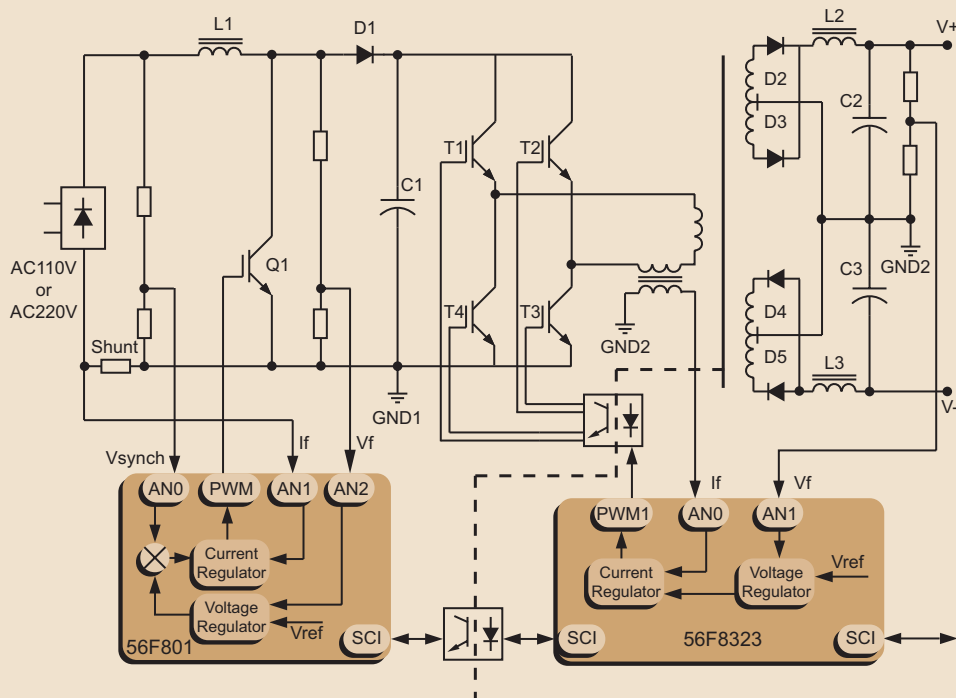 L1
D1
L2
V+
D2
D3
C2
T1
T2
C1
Q1
AC110V
or
AC220V
GND2
C3
T4
T3
D4
D5
GND2
Shunt
L3
GND1
V-
Vsynch
If
Vf
If
Vf
AN0
PWM
AN1
AN2
PWM1
AN0
AN1
Current
Regulator
Voltage
Regulator
Vref
56F801
SCI
Current
Regulator
Voltage
Regulator
Vref
SCI
56F8323
SCI